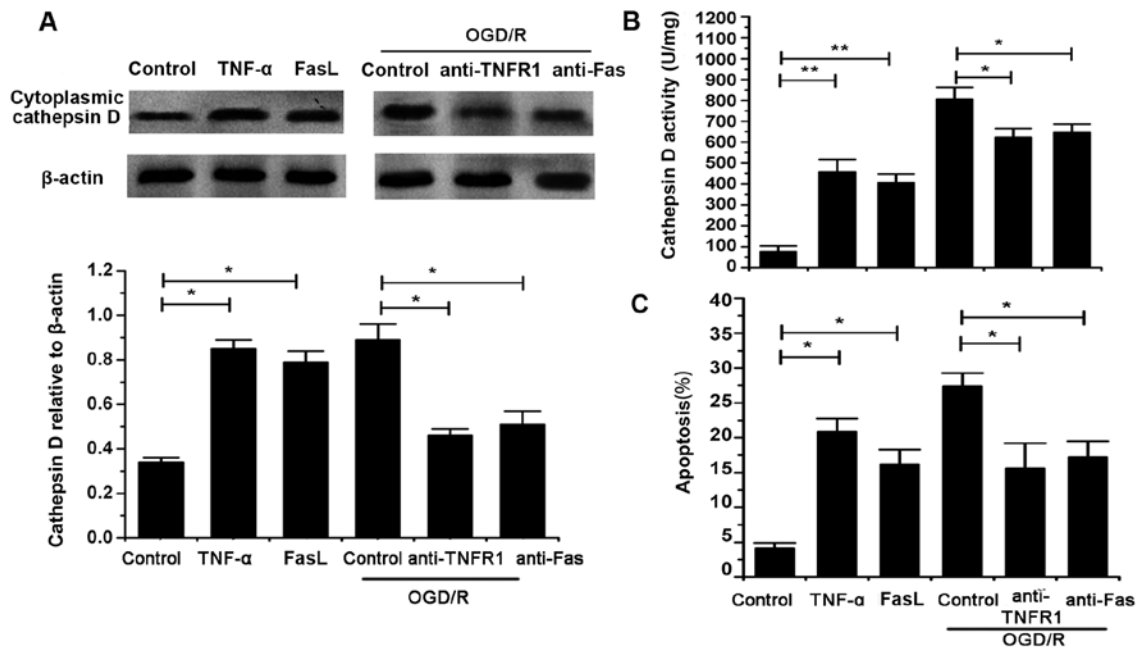 A
OGD/R
Control TNF-α FasL
Control anti-TNFR1 anti-Fas
Cytoplasmic
cathepsin D
β-actin
Cathepsin D relative to β-actin
1.2
1.0
0.8
0.6
0.4
0.2
0.0
*
*
*
*
Control TNF-α FasL Control anti-TNFR1 anti-Fas
OGD/R
B
Cathepsin D activity (U/mg)
1200
1100
1000
900
800
700
600
500
400
300
200
100
0
**
**
*
*
C
Apoptosis(%)
40
35
30
25
20
15
5
0
*
*
*
*
Control TNF-α FasL Control anti- anti-Fas
TNFR1
OGD/R